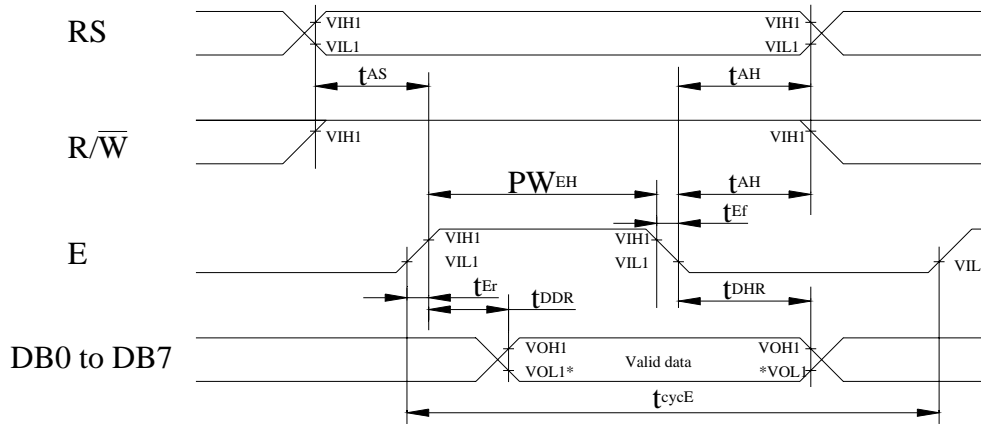 RS VIH1 VIH1
VIL1 VIL1
tAS tAH
R/W̅ VIH1 VIH1
PWEH tAH
tEf
E VIH1 VIH1
VIL1 VIL1 VIL
tEr tDDR tDHR
DB0 to DB7 VOH1 Valid data VOH1
VOL1* *VOL1
tcycE